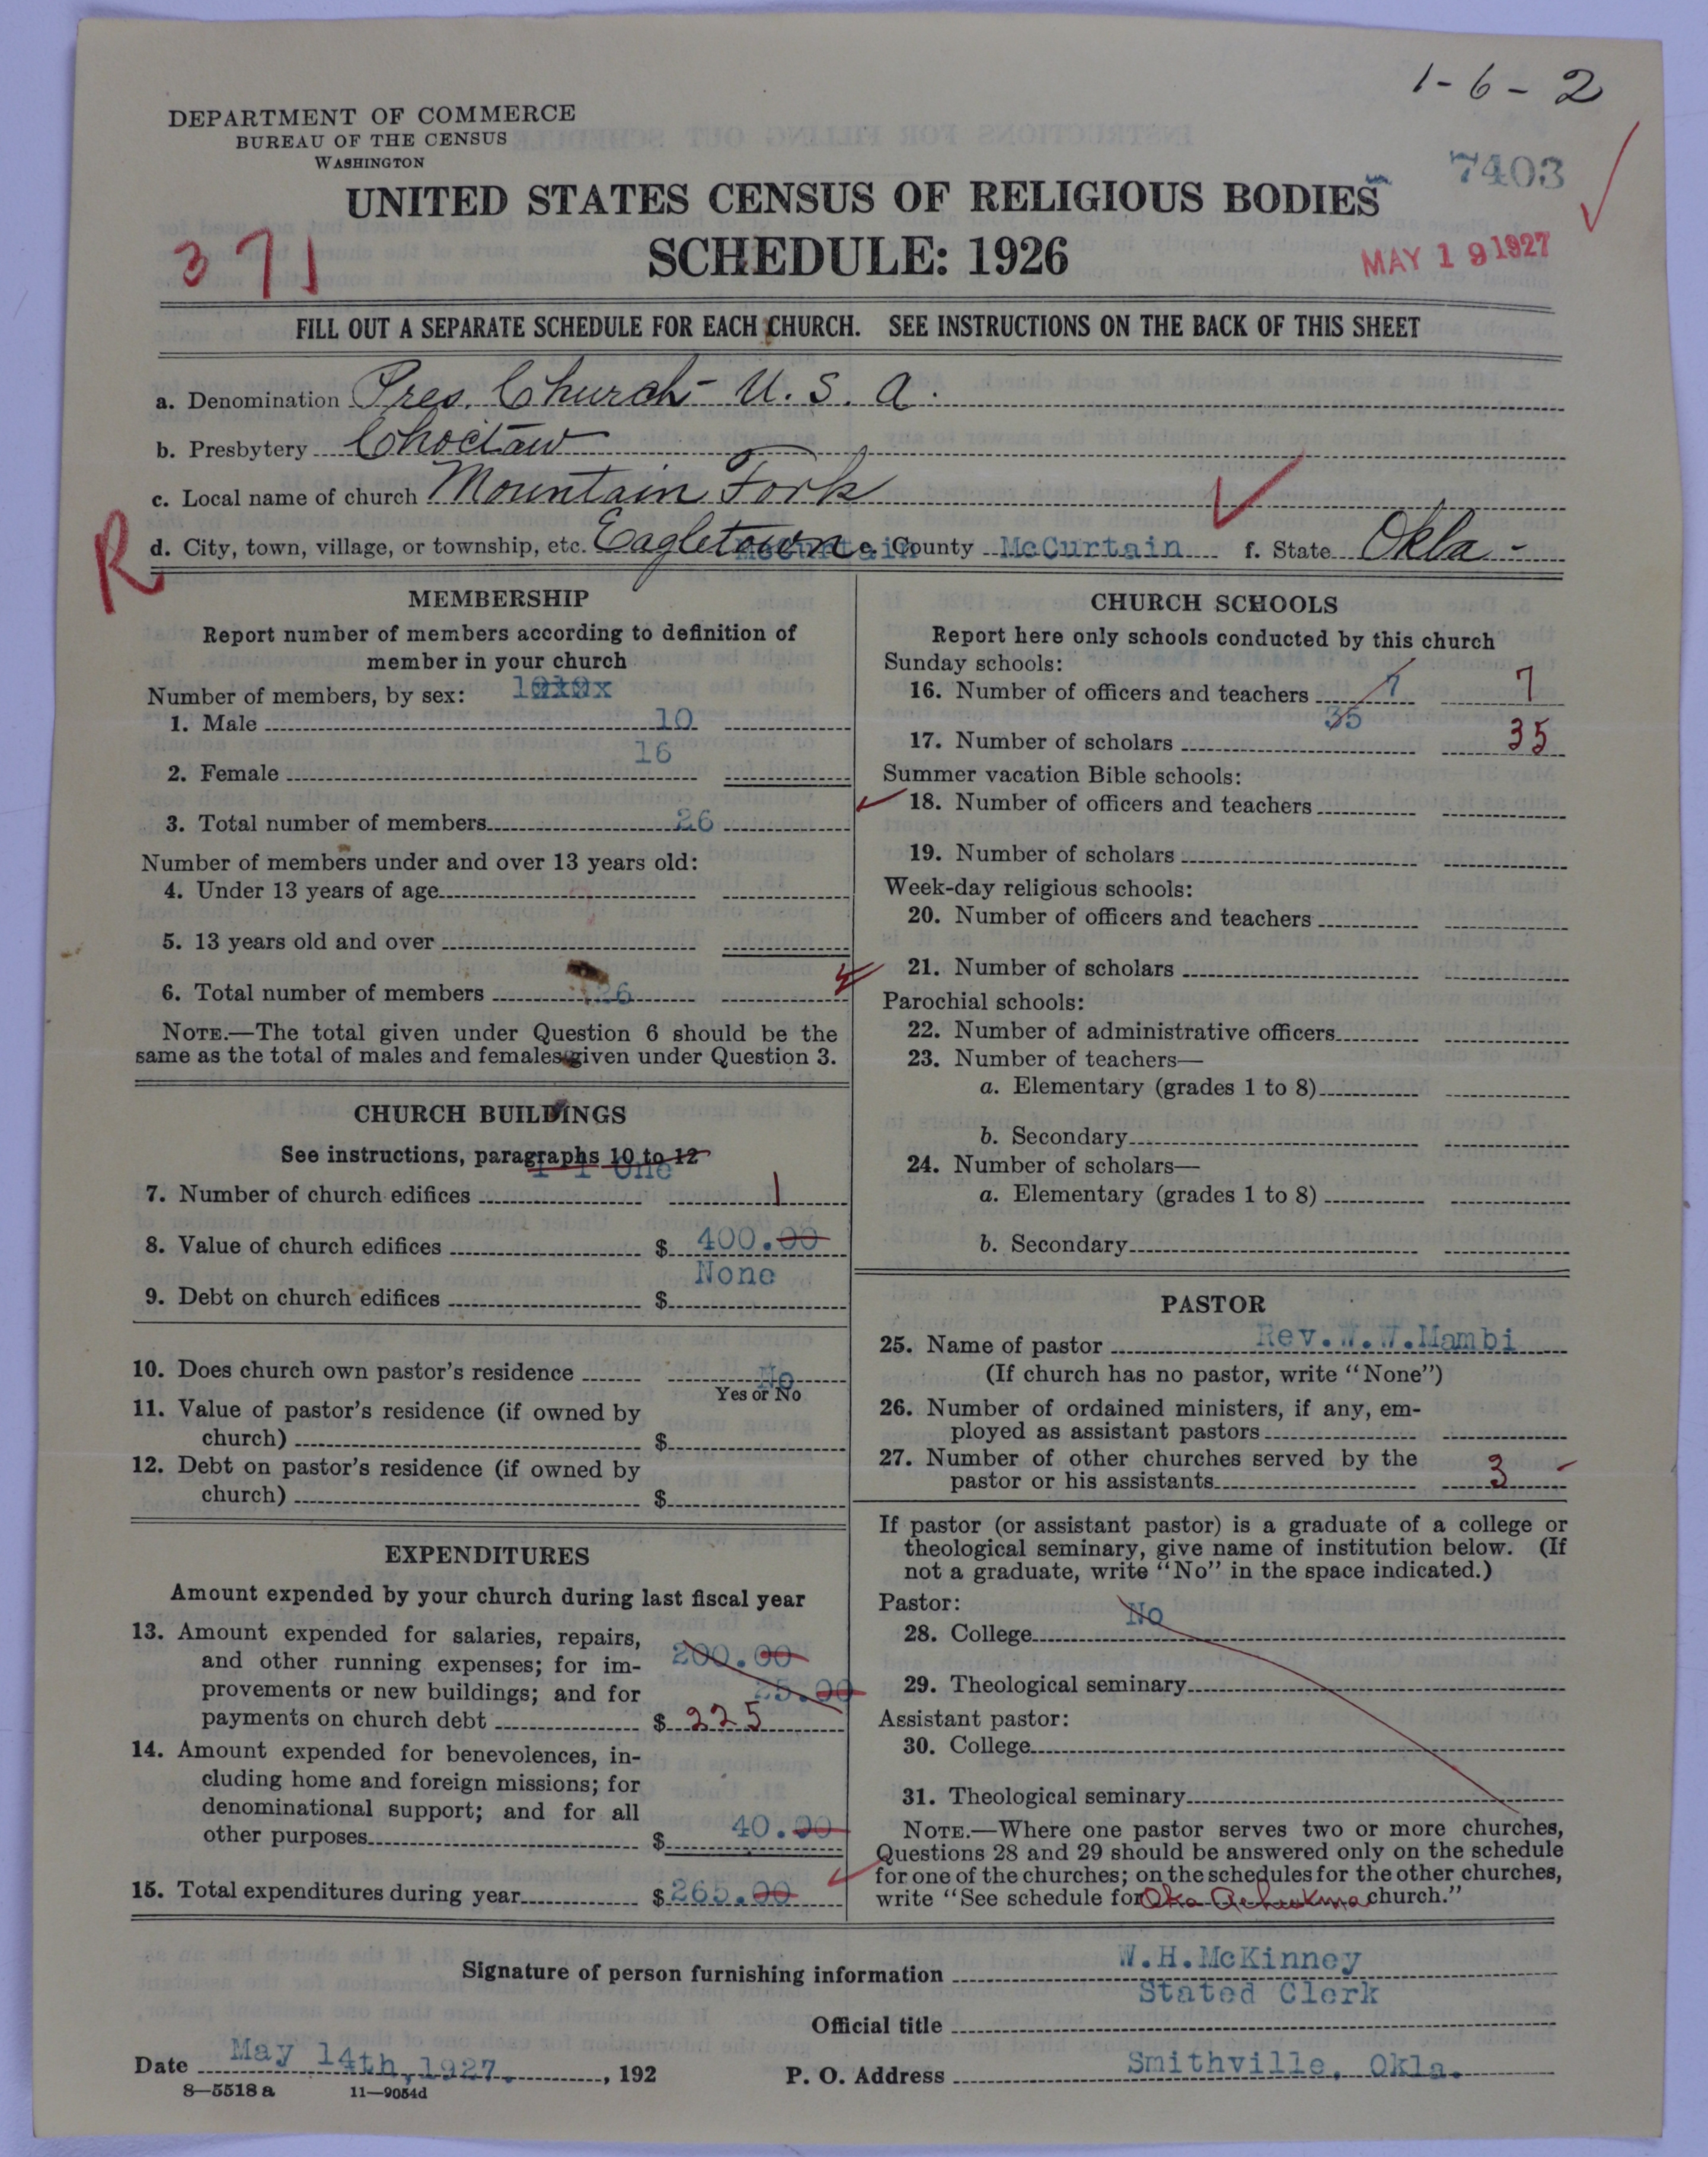 1-6-2
DEPARTMENT OF COMMERCE
BUREAU OF THE CENSUS
WASHINGTON
7403
UNITED STATES CENSUS OF RELIGIOUS BODIES
371
SCHEDULE: 1926
MAY 19 1927
FILL OUT A SEPARATE SCHEDULE FOR EACH CHURCH. SEE INSTRUCTIONS ON THE BACK OF THIS SHEET
a. Denomination Pres. Church - U. S. A.
b. Presbytery Choctaw
c. Local name of church Mountain Fork
R
d. City, town, village, or township, etc. Eagletown e. County McCurtain f. State Okla -
MEMBERSHIP
Report number of members according to definition of
member in your church
Number of members, by sex:
1. Male 10
2. Female 16
3. Total number of members 26
Number of members under and over 13 years old:
4. Under 13 years of age
5. 13 years old and over
6. Total number of members 26
NOTE.—The total given under Question 6 should be the
same as the total of males and females given under Question 3.
CHURCH BUILDINGS
See instructions, paragraphs 10 to 12
One
7. Number of church edifices 1
8. Value of church edifices $ 400.00
9. Debt on church edifices $ None
10. Does church own pastor's residence No
Yes or No
11. Value of pastor's residence (if owned by
church) $
12. Debt on pastor's residence (if owned by
church) $
EXPENDITURES
Amount expended by your church during last fiscal year
13. Amount expended for salaries, repairs,
and other running expenses; for im- 200.00
provements or new buildings; and for 25.00
payments on church debt $ 225
14. Amount expended for benevolences, in-
cluding home and foreign missions; for
denominational support; and for all
other purposes $ 40.00
15. Total expenditures during year $ 265.00
CHURCH SCHOOLS
Report here only schools conducted by this church
Sunday schools:
16. Number of officers and teachers 7 7
17. Number of scholars 35 35
Summer vacation Bible schools:
18. Number of officers and teachers
19. Number of scholars
Week-day religious schools:
20. Number of officers and teachers
21. Number of scholars
Parochial schools:
22. Number of administrative officers
23. Number of teachers—
a. Elementary (grades 1 to 8)
b. Secondary
24. Number of scholars—
a. Elementary (grades 1 to 8)
b. Secondary
PASTOR
25. Name of pastor Rev.W.W.Mambi
(If church has no pastor, write "None")
26. Number of ordained ministers, if any, em-
ployed as assistant pastors
27. Number of other churches served by the
pastor or his assistants 3
If pastor (or assistant pastor) is a graduate of a college or
theological seminary, give name of institution below. (If
not a graduate, write "No" in the space indicated.)
Pastor:
28. College No
29. Theological seminary
Assistant pastor:
30. College
31. Theological seminary
NOTE.—Where one pastor serves two or more churches,
Questions 28 and 29 should be answered only on the schedule
for one of the churches; on the schedules for the other churches,
write "See schedule for Oka Achukma church."
Signature of person furnishing information W.H.McKinney
Official title Stated Clerk
Date May 14th,1927. , 192
P. O. Address Smithville, Okla.
8—5518 a 11—9054d